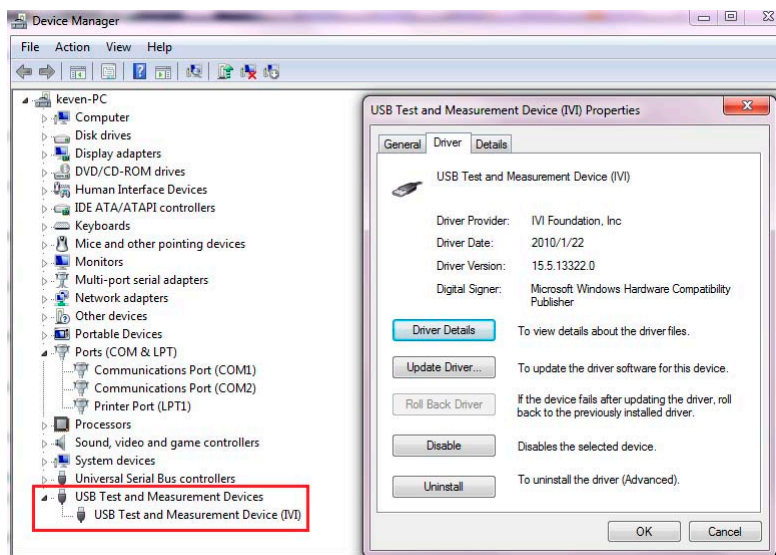 Device Manager
File Action View Help
keven-PC
Computer
Disk drives
Display adapters
DVD/CD-ROM drives
Human Interface Devices
IDE ATA/ATAPI controllers
Keyboards
Mice and other pointing devices
Monitors
Multi-port serial adapters
Network adapters
Other devices
Portable Devices
Ports (COM & LPT)
Communications Port (COM1)
Communications Port (COM2)
Printer Port (LPT1)
Processors
Sound, video and game controllers
System devices
Universal Serial Bus controllers
USB Test and Measurement Devices
USB Test and Measurement Device (IVI)
USB Test and Measurement Device (IVI) Properties
General Driver Details
USB Test and Measurement Device (IVI)
Driver Provider: IVI Foundation, Inc
Driver Date: 2010/1/22
Driver Version: 15.5.13322.0
Digital Signer: Microsoft Windows Hardware Compatibility
Publisher
Driver Details To view details about the driver files.
Update Driver... To update the driver software for this device.
Roll Back Driver If the device fails after updating the driver, roll
back to the previously installed driver.
Disable Disables the selected device.
Uninstall To uninstall the driver (Advanced).
OK Cancel